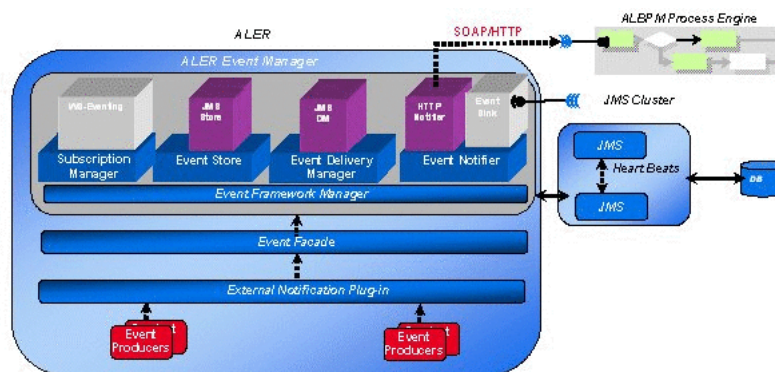 ALER
ALBPM Process Engine
SOAP/HTTP
ALER Event Manager
WS-Eventing
JMS
Store
JMS
DM
HTTP
Notifier
Event
Sink
JMS Cluster
Subscription
Manager
Event Store
Event Delivery
Manager
Event Notifier
JMS
Heart Beats
JMS
DB
Event Framework Manager
Event Facade
External Notification Plug-in
Event
Producers
Event
Producers